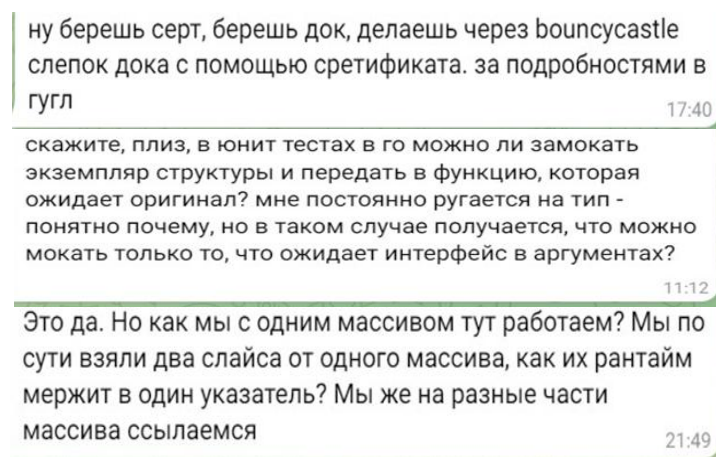 ну берешь серт, берешь док, делаешь через bouncycastle
слепок дока с помощью сретификата. за подробностями в
гугл
17:40
скажите, плиз, в юнит тестах в го можно ли замокать
экземпляр структуры и передать в функцию, которая
ожидает оригинал? мне постоянно ругается на тип -
понятно почему, но в таком случае получается, что можно
мокать только то, что ожидает интерфейс в аргументах?
11:12
Это да. Но как мы с одним массивом тут работаем? Мы по
сути взяли два слайса от одного массива, как их рантайм
мержит в один указатель? Мы же на разные части
массива ссылаемся
21:49